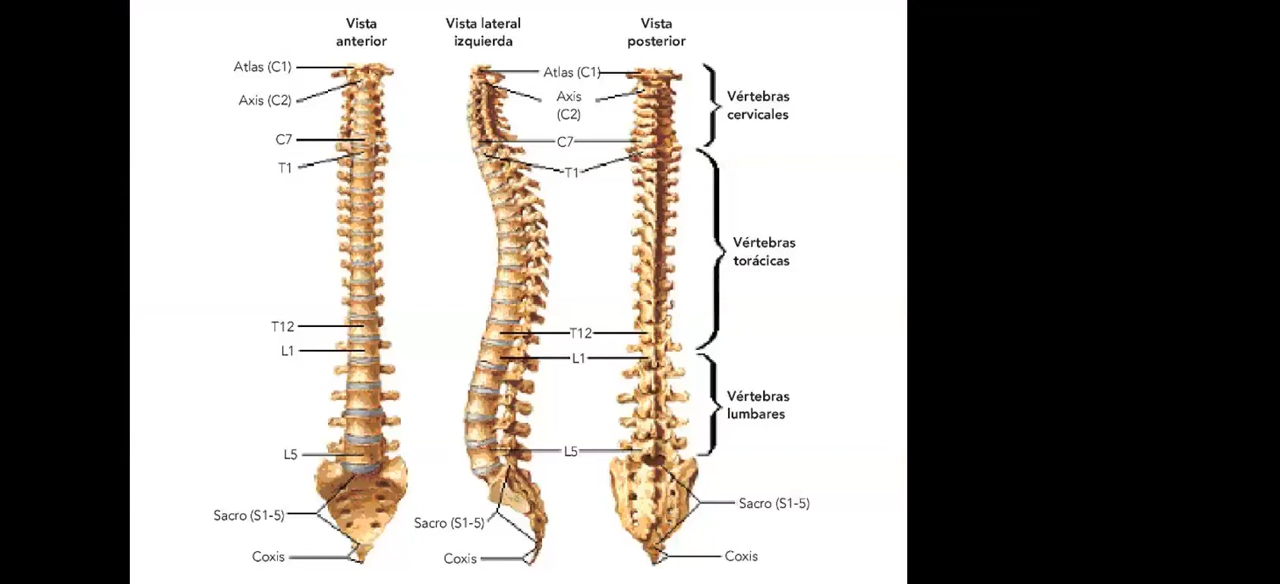 Vista
anterior
Vista lateral
izquierda
Vista
posterior
Atlas (C1)
Axis (C2)
C7
T1
T12
L1
L5
Sacro (S1-5)
Coxis
Atlas (C1)
Axis
(C2)
C7
T1
T12
L1
L5
Sacro (S1-5)
Coxis
Vértebras
cervicales
Vértebras
torácicas
Vértebras
lumbares
Sacro (S1-5)
Coxis